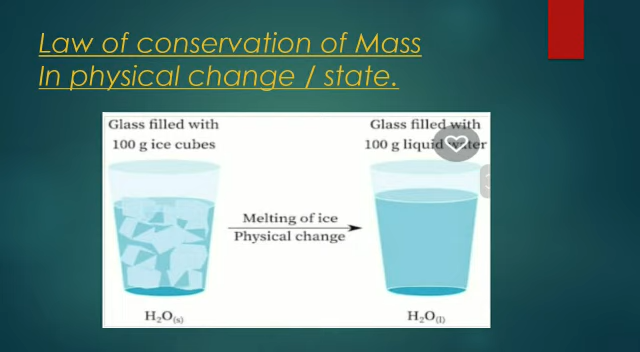 Law of conservation of Mass
In physical change / state.
Glass filled with
100 g ice cubes
Glass filled with
100 g liquid water
Melting of ice
Physical change
H₂O(s)
H₂O(l)